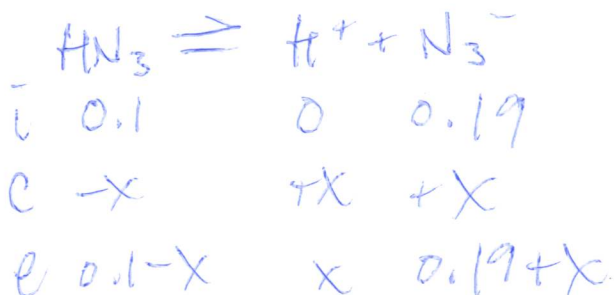 HN₃ ⇌ H⁺ + N₃⁻
i 0.1 0 0.19
c -x +x +x
e 0.1-x x 0.19+x